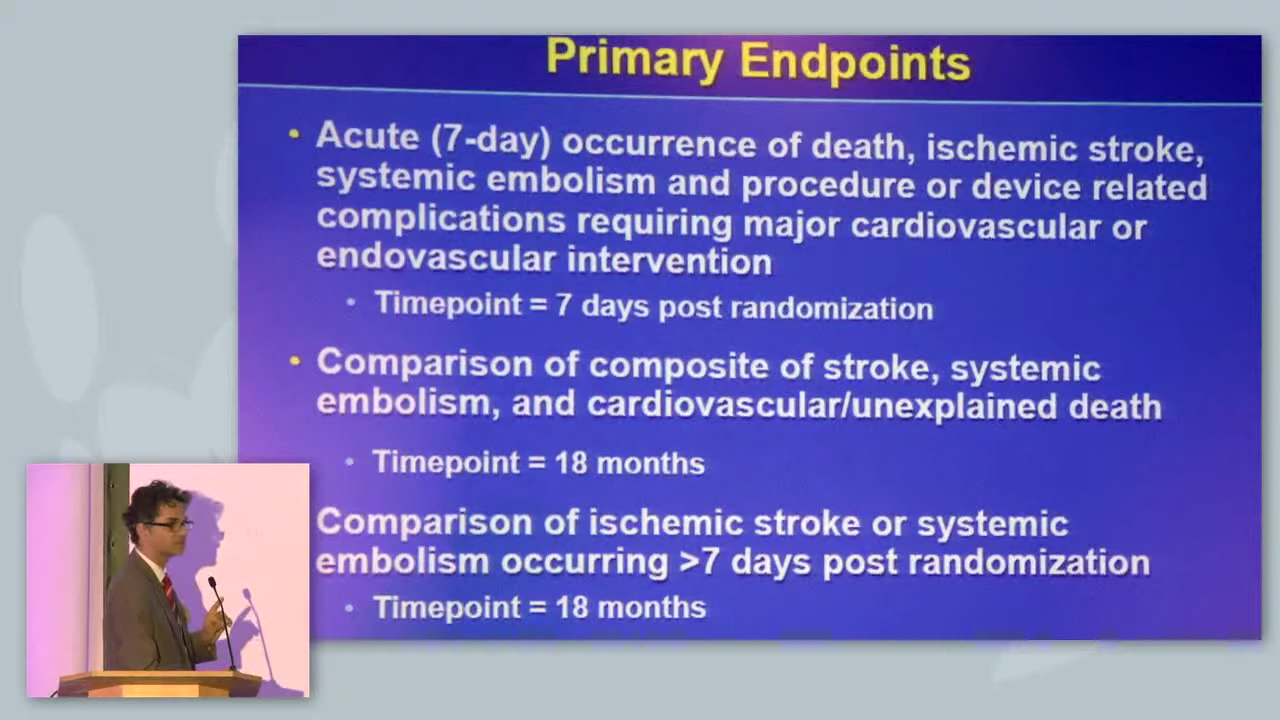 Primary Endpoints
• Acute (7-day) occurrence of death, ischemic stroke,
systemic embolism and procedure or device related
complications requiring major cardiovascular or
endovascular intervention
• Timepoint = 7 days post randomization
• Comparison of composite of stroke, systemic
embolism, and cardiovascular/unexplained death
• Timepoint = 18 months
Comparison of ischemic stroke or systemic
embolism occurring >7 days post randomization
• Timepoint = 18 months